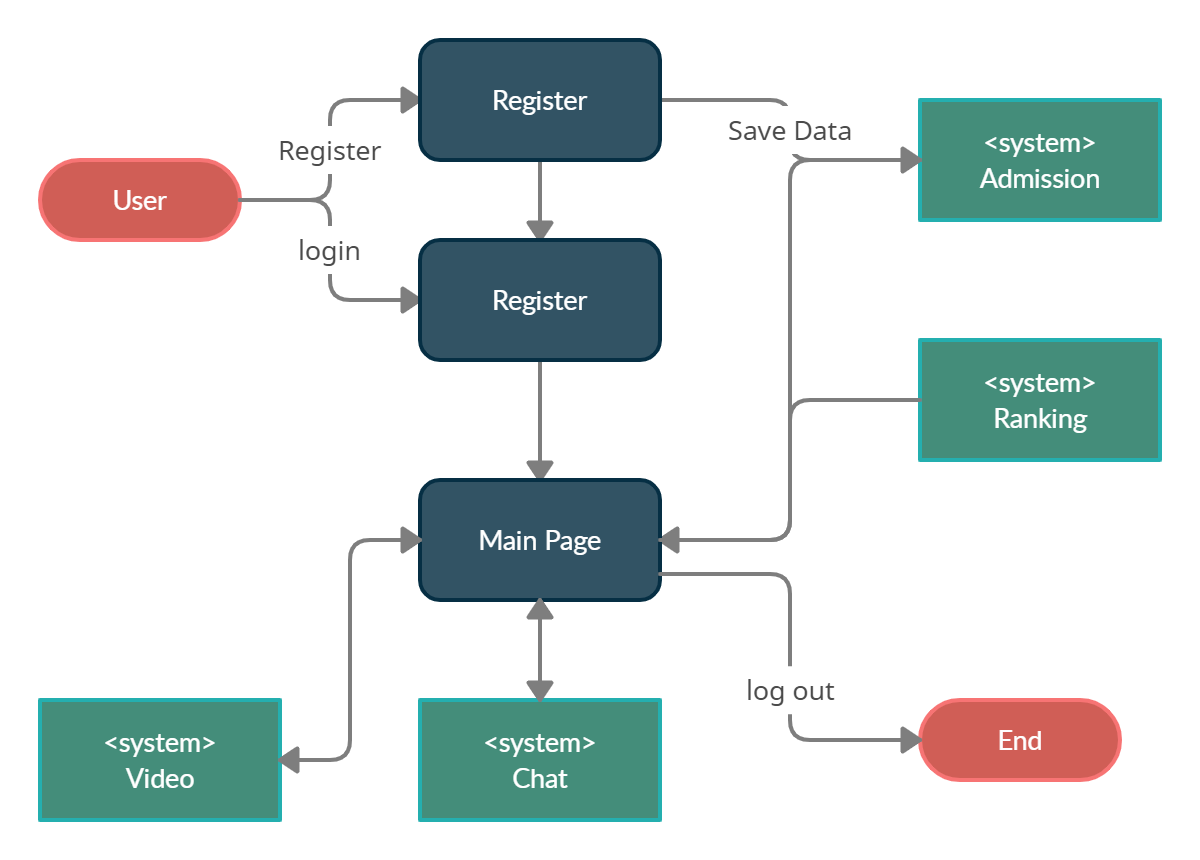 Register
Save Data
<system>
Admission
Register
User
login
Register
<system>
Ranking
Main Page
log out
<system>
Video
<system>
Chat
End